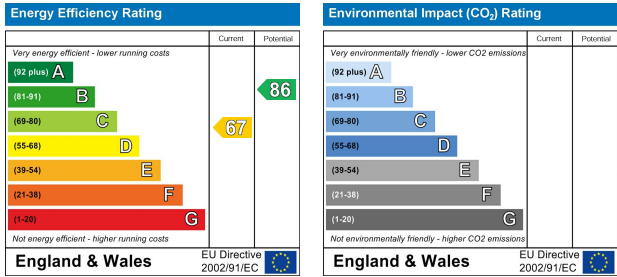 Energy Efficiency Rating
Current Potential
Very energy efficient - lower running costs
(92 plus) A
(81-91) B
86
(69-80) C
67
(55-68) D
(39-54) E
(21-38) F
(1-20) G
Not energy efficient - higher running costs
England & Wales
EU Directive
2002/91/EC
Environmental Impact (CO₂) Rating
Current Potential
Very environmentally friendly - lower CO2 emissions
(92 plus) A
(81-91) B
(69-80) C
(55-68) D
(39-54) E
(21-38) F
(1-20) G
Not environmentally friendly - higher CO2 emissions
England & Wales
EU Directive
2002/91/EC